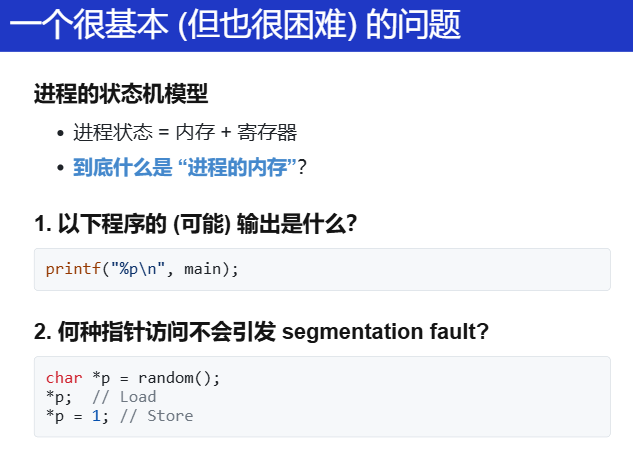 一个很基本 (但也很困难) 的问题
进程的状态机模型
• 进程状态 = 内存 + 寄存器
• 到底什么是 “进程的内存”?
1. 以下程序的 (可能) 输出是什么?
printf("%p\n", main);
2. 何种指针访问不会引发 segmentation fault?
char *p = random();
*p;  // Load
*p = 1; // Store